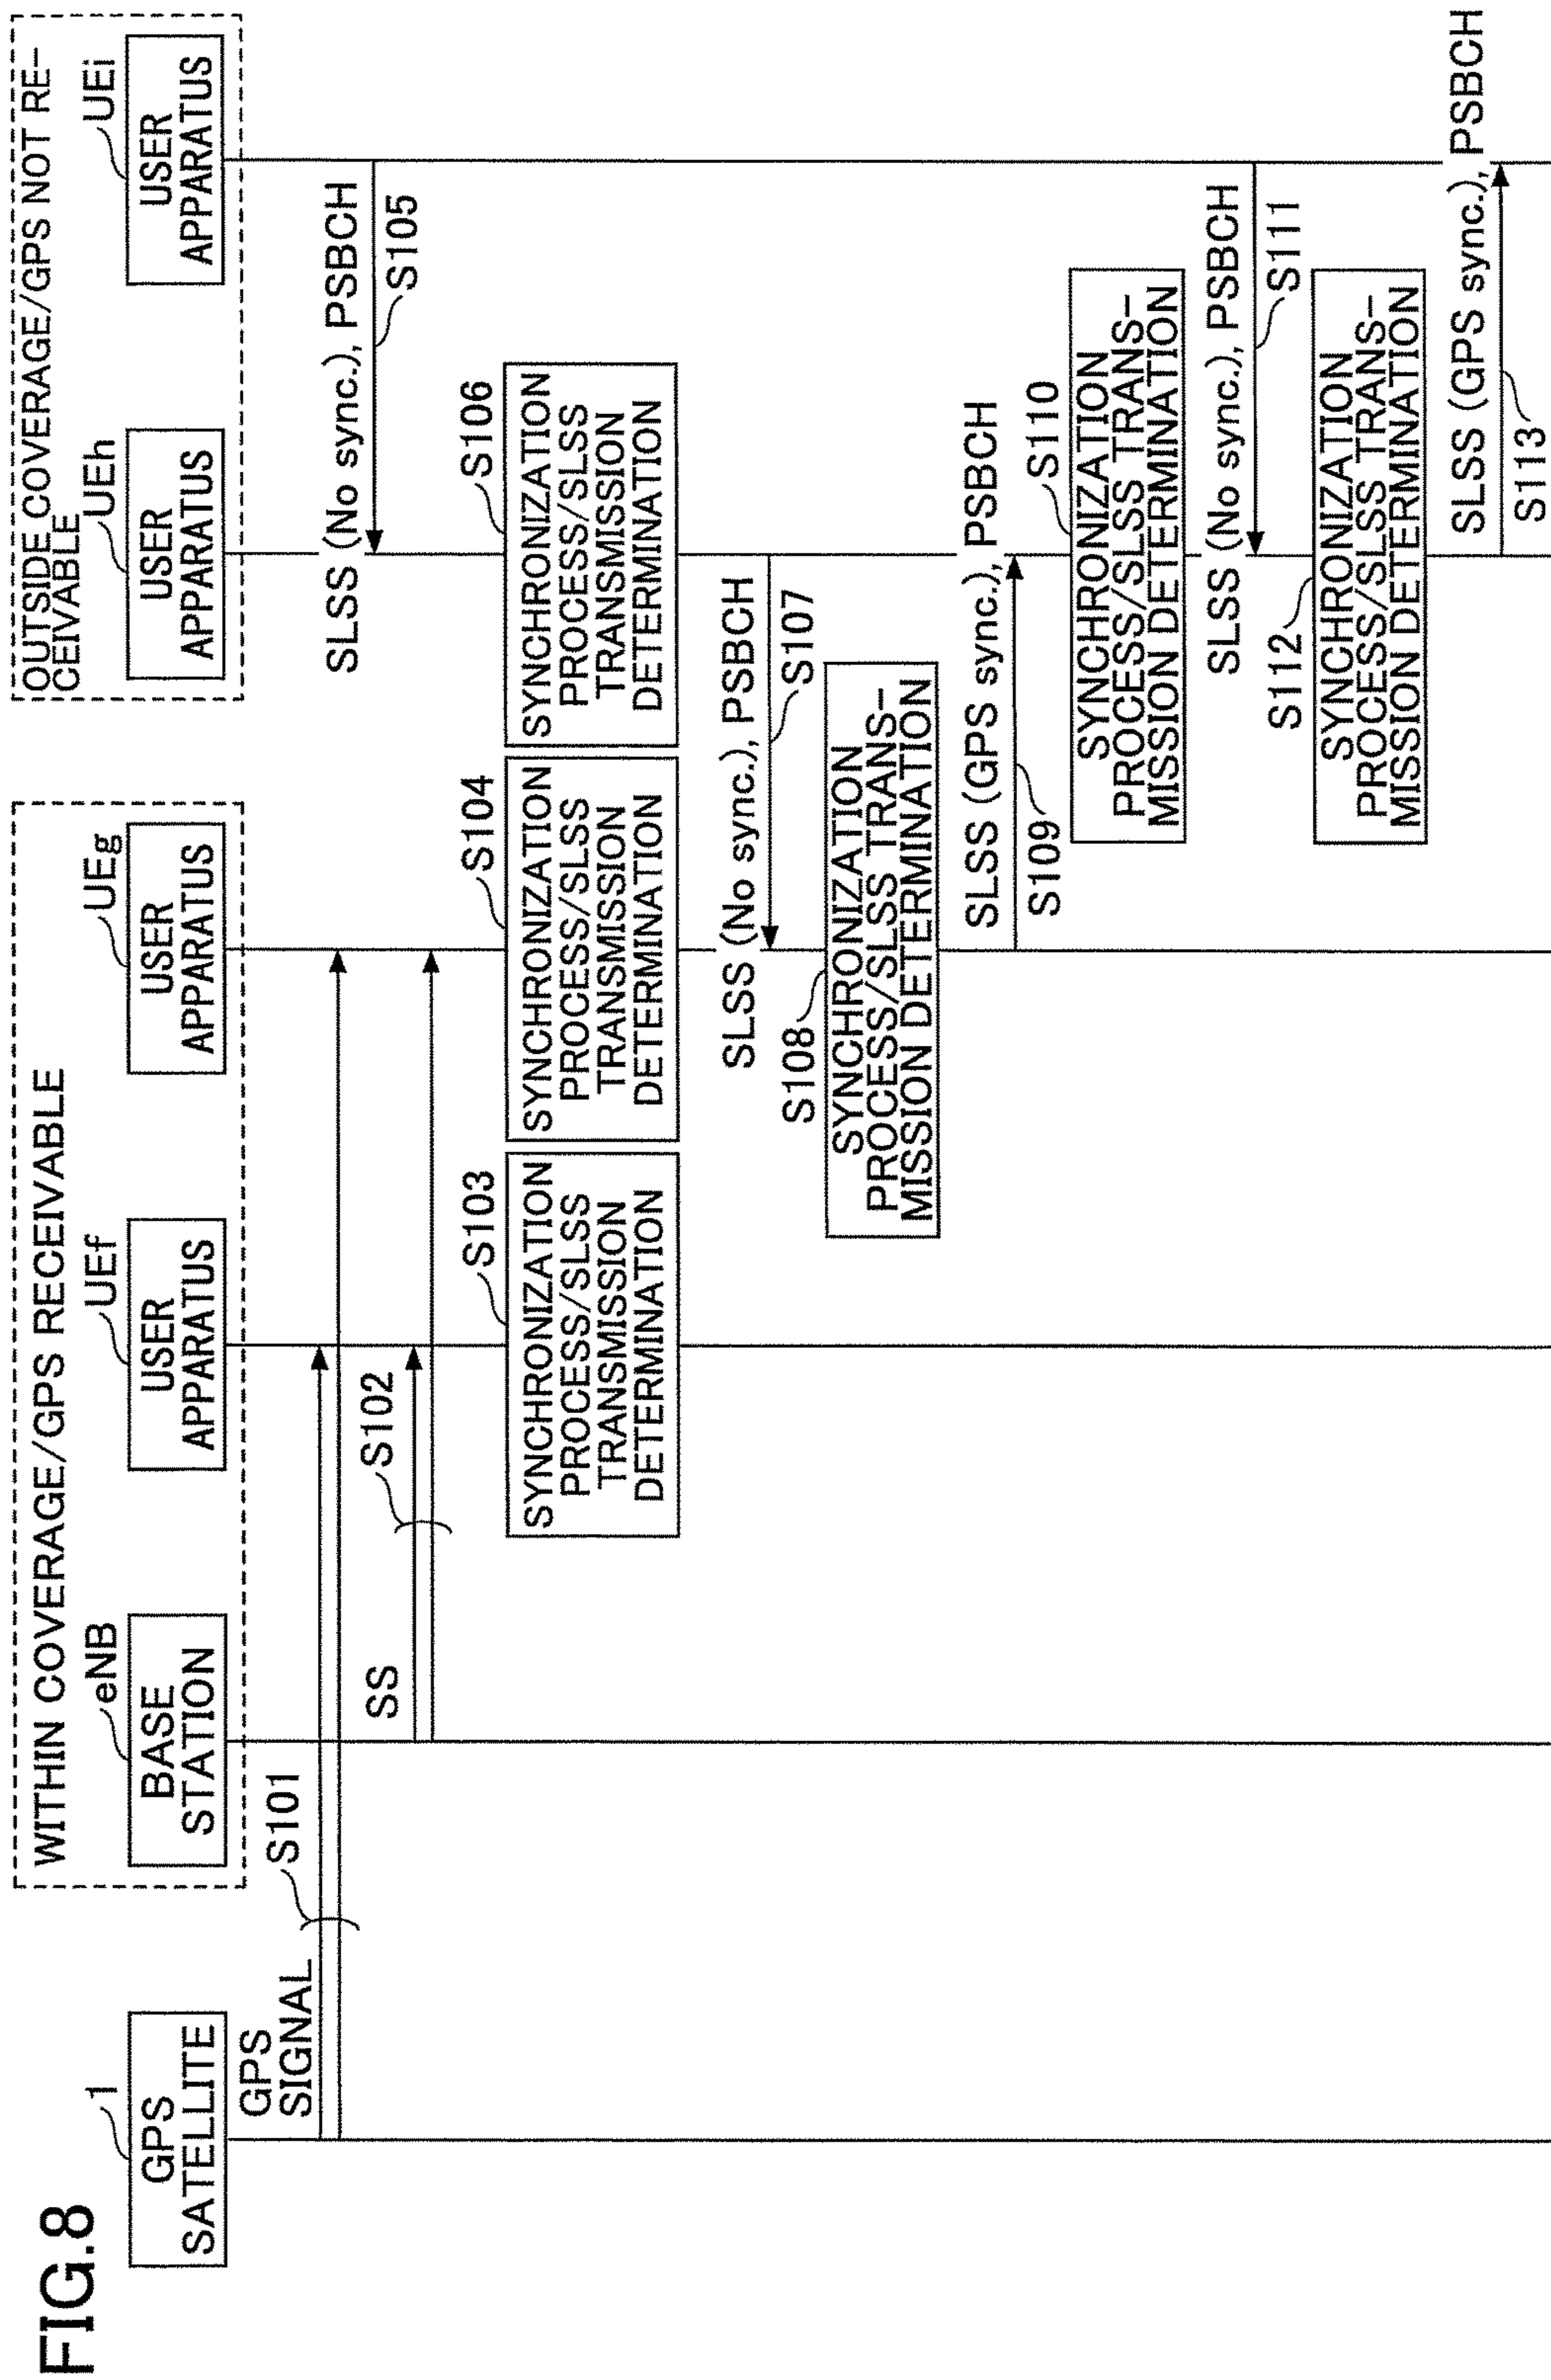 FIG.8
WITHIN COVERAGE/GPS RECEIVABLE
OUTSIDE COVERAGE/GPS NOT RE-
CEIVABLE
1
GPS
SATELLITE
eNB
BASE
STATION
UEf
USER
APPARATUS
UEg
USER
APPARATUS
UEh
USER
APPARATUS
UEi
USER
APPARATUS
GPS
SIGNAL
S101
SS
S102
SLSS (No sync.), PSBCH
S105
S103
SYNCHRONIZATION
PROCESS/SLSS
TRANSMISSION
DETERMINATION
S104
SYNCHRONIZATION
PROCESS/SLSS
TRANSMISSION
DETERMINATION
S106
SYNCHRONIZATION
PROCESS/SLSS
TRANSMISSION
DETERMINATION
SLSS (No sync.), PSBCH
S107
S108
SYNCHRONIZATION
PROCESS/SLSS TRANS-
MISSION DETERMINATION
SLSS (GPS sync.), PSBCH
S109
S110
SYNCHRONIZATION
PROCESS/SLSS TRANS-
MISSION DETERMINATION
SLSS (No sync.), PSBCH
S111
S112
SYNCHRONIZATION
PROCESS/SLSS TRANS-
MISSION DETERMINATION
SLSS (GPS sync.), PSBCH
S113